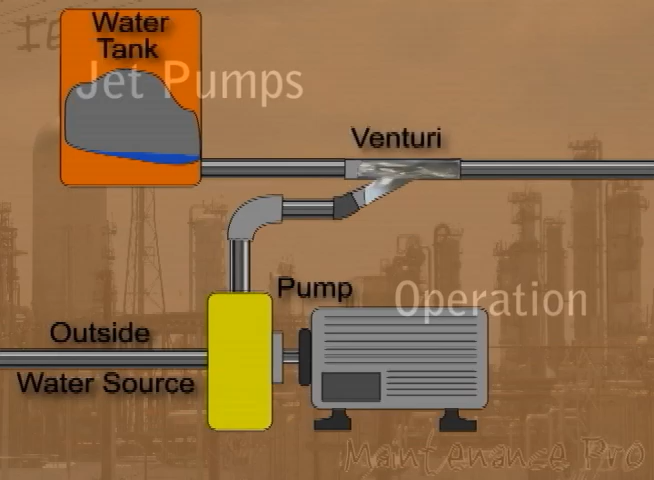 Water
Tank
Jet Pumps
Venturi
Pump
Operation
Outside
Water Source
Maintenance Pro